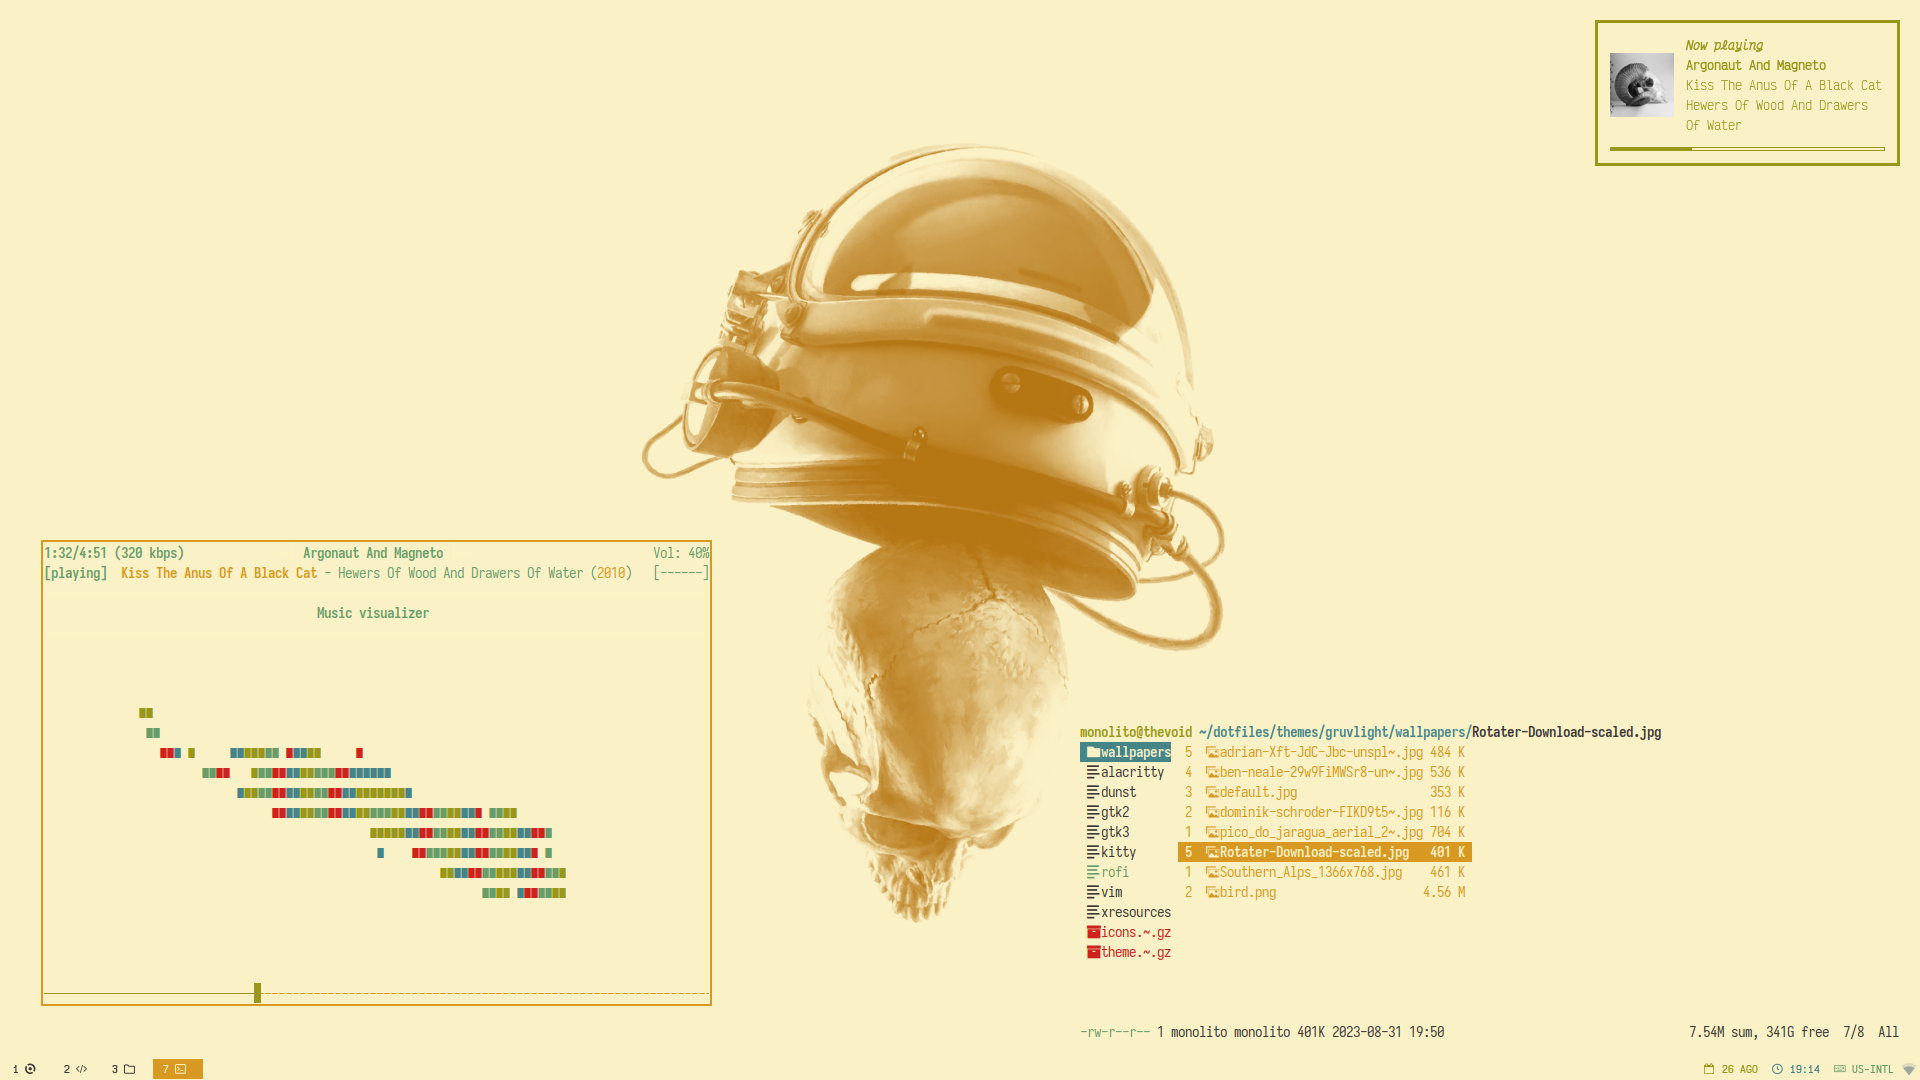 Now playing
Argonaut And Magneto
Kiss The Anus Of A Black Cat
Hewers Of Wood And Drawers
Of Water
1:32/4:51 (320 kbps) Argonaut And Magneto Vol: 40%
[playing] Kiss The Anus Of A Black Cat - Hewers Of Wood And Drawers Of Water (2010) [------]
Music visualizer
monolito@thevoid ~/dotfiles/themes/gruvlight/wallpapers/Rotater-Download-scaled.jpg
wallpapers 5 adrian-Xft-JdC-Jbc-unspl~.jpg 484 K
alacritty 4 ben-neale-29w9FiMWSr8-un~.jpg 536 K
dunst 3 default.jpg 353 K
gtk2 2 dominik-schroder-FIKD9t5~.jpg 116 K
gtk3 1 pico_do_jaragua_aerial_2~.jpg 704 K
kitty 5 Rotater-Download-scaled.jpg 401 K
rofi 1 Southern_Alps_1366x768.jpg 461 K
vim 2 bird.png 4.56 M
xresources
icons.~.gz
theme.~.gz
-rw-r--r-- 1 monolito monolito 401K 2023-08-31 19:50 7.54M sum, 341G free 7/8 All
1 2 </> 3 7 26 AGO 19:14 US-INTL